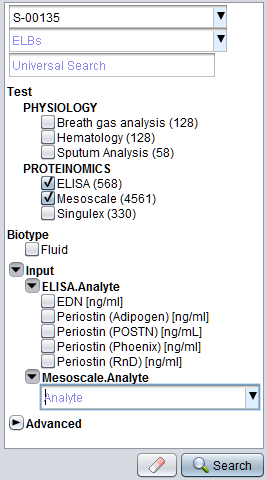 S-00135
ELBs
Universal Search
Test
PHYSIOLOGY
Breath gas analysis (128)
Hematology (128)
Sputum Analysis (58)
PROTEINOMICS
ELISA (568)
Mesoscale (4561)
Singulex (330)
Biotype
Fluid
Input
ELISA.Analyte
EDN [ng/ml]
Periostin (Adipogen) [ng/ml]
Periostin (POSTN) [ng/mL]
Periostin (Phoenix) [ng/ml]
Periostin (RnD) [ng/ml]
Mesoscale.Analyte
Analyte
Advanced
Search